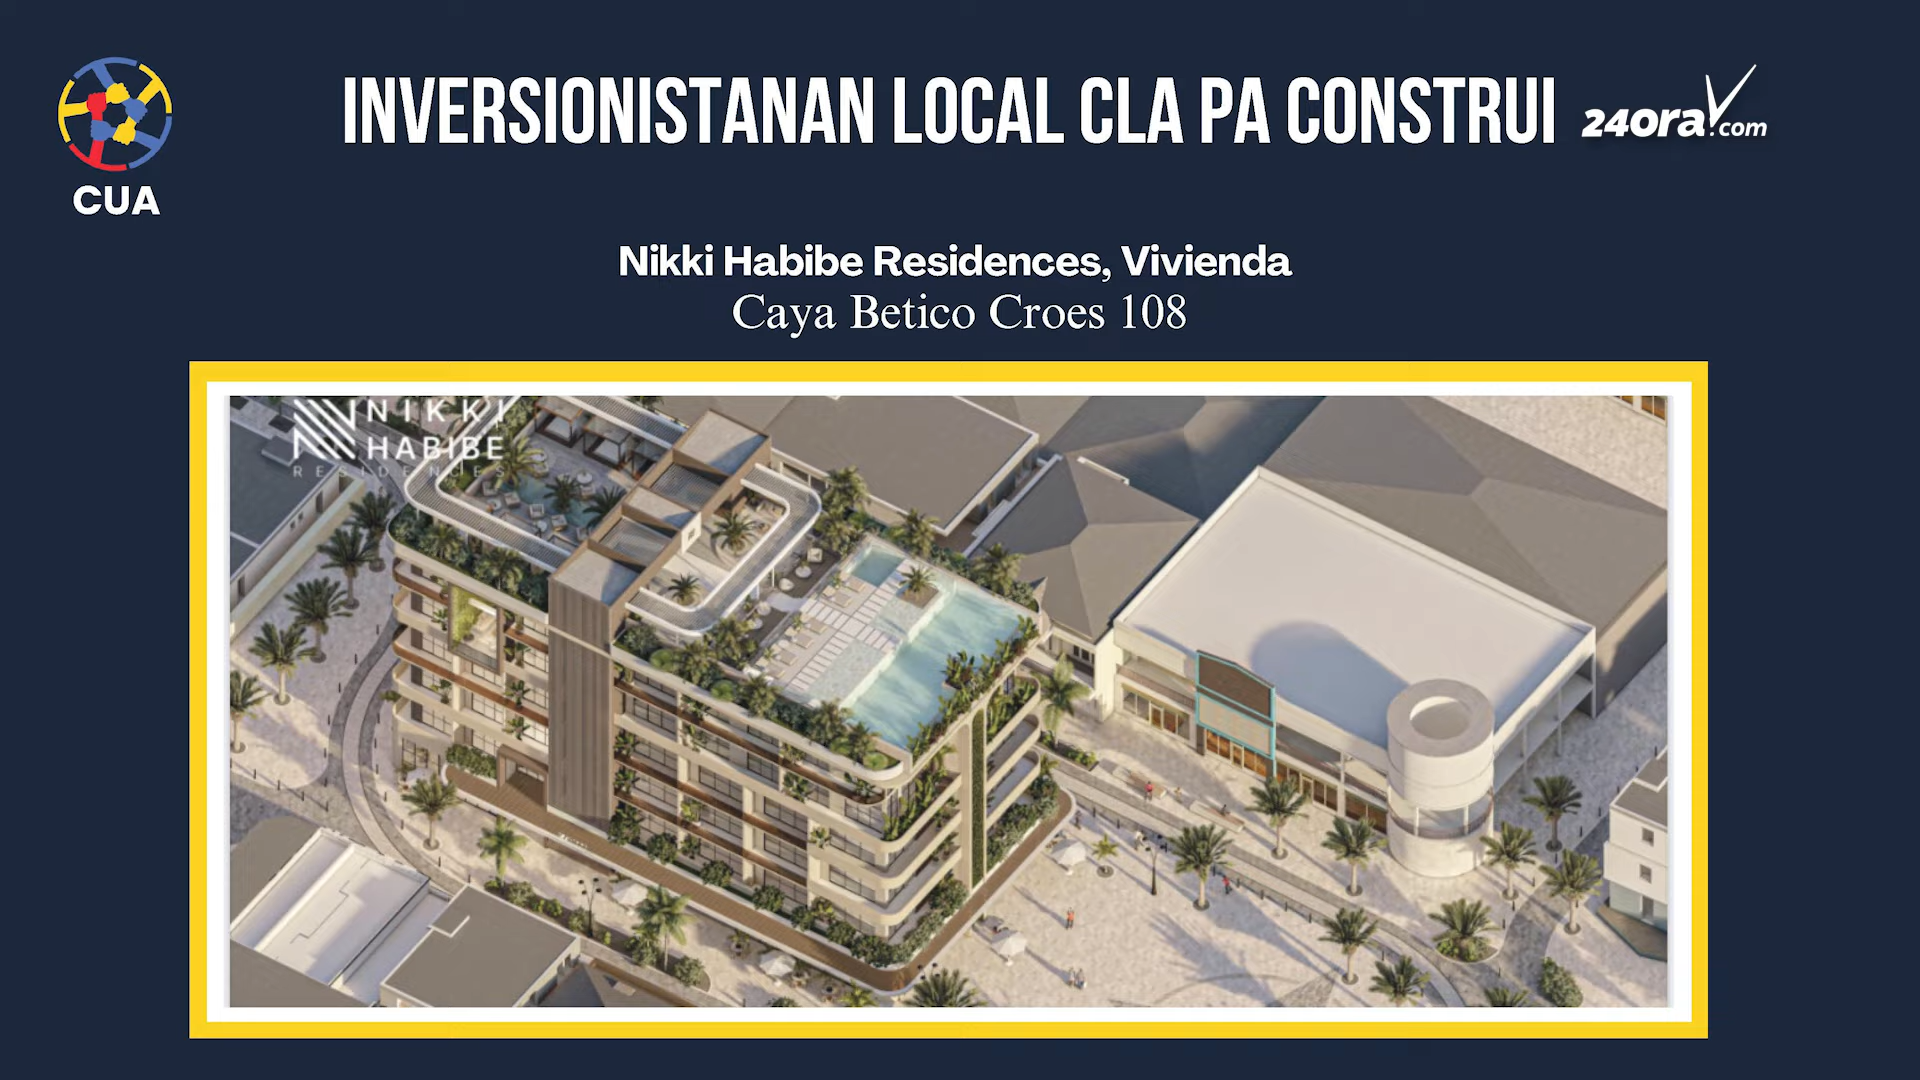 INVERSIONISTANAN LOCAL CLA PA CONSTRUI
24ora.com
CUA
Nikki Habibe Residences, Vivienda
Caya Betico Croes 108
NIKKI
HABIBE
RESIDENCES